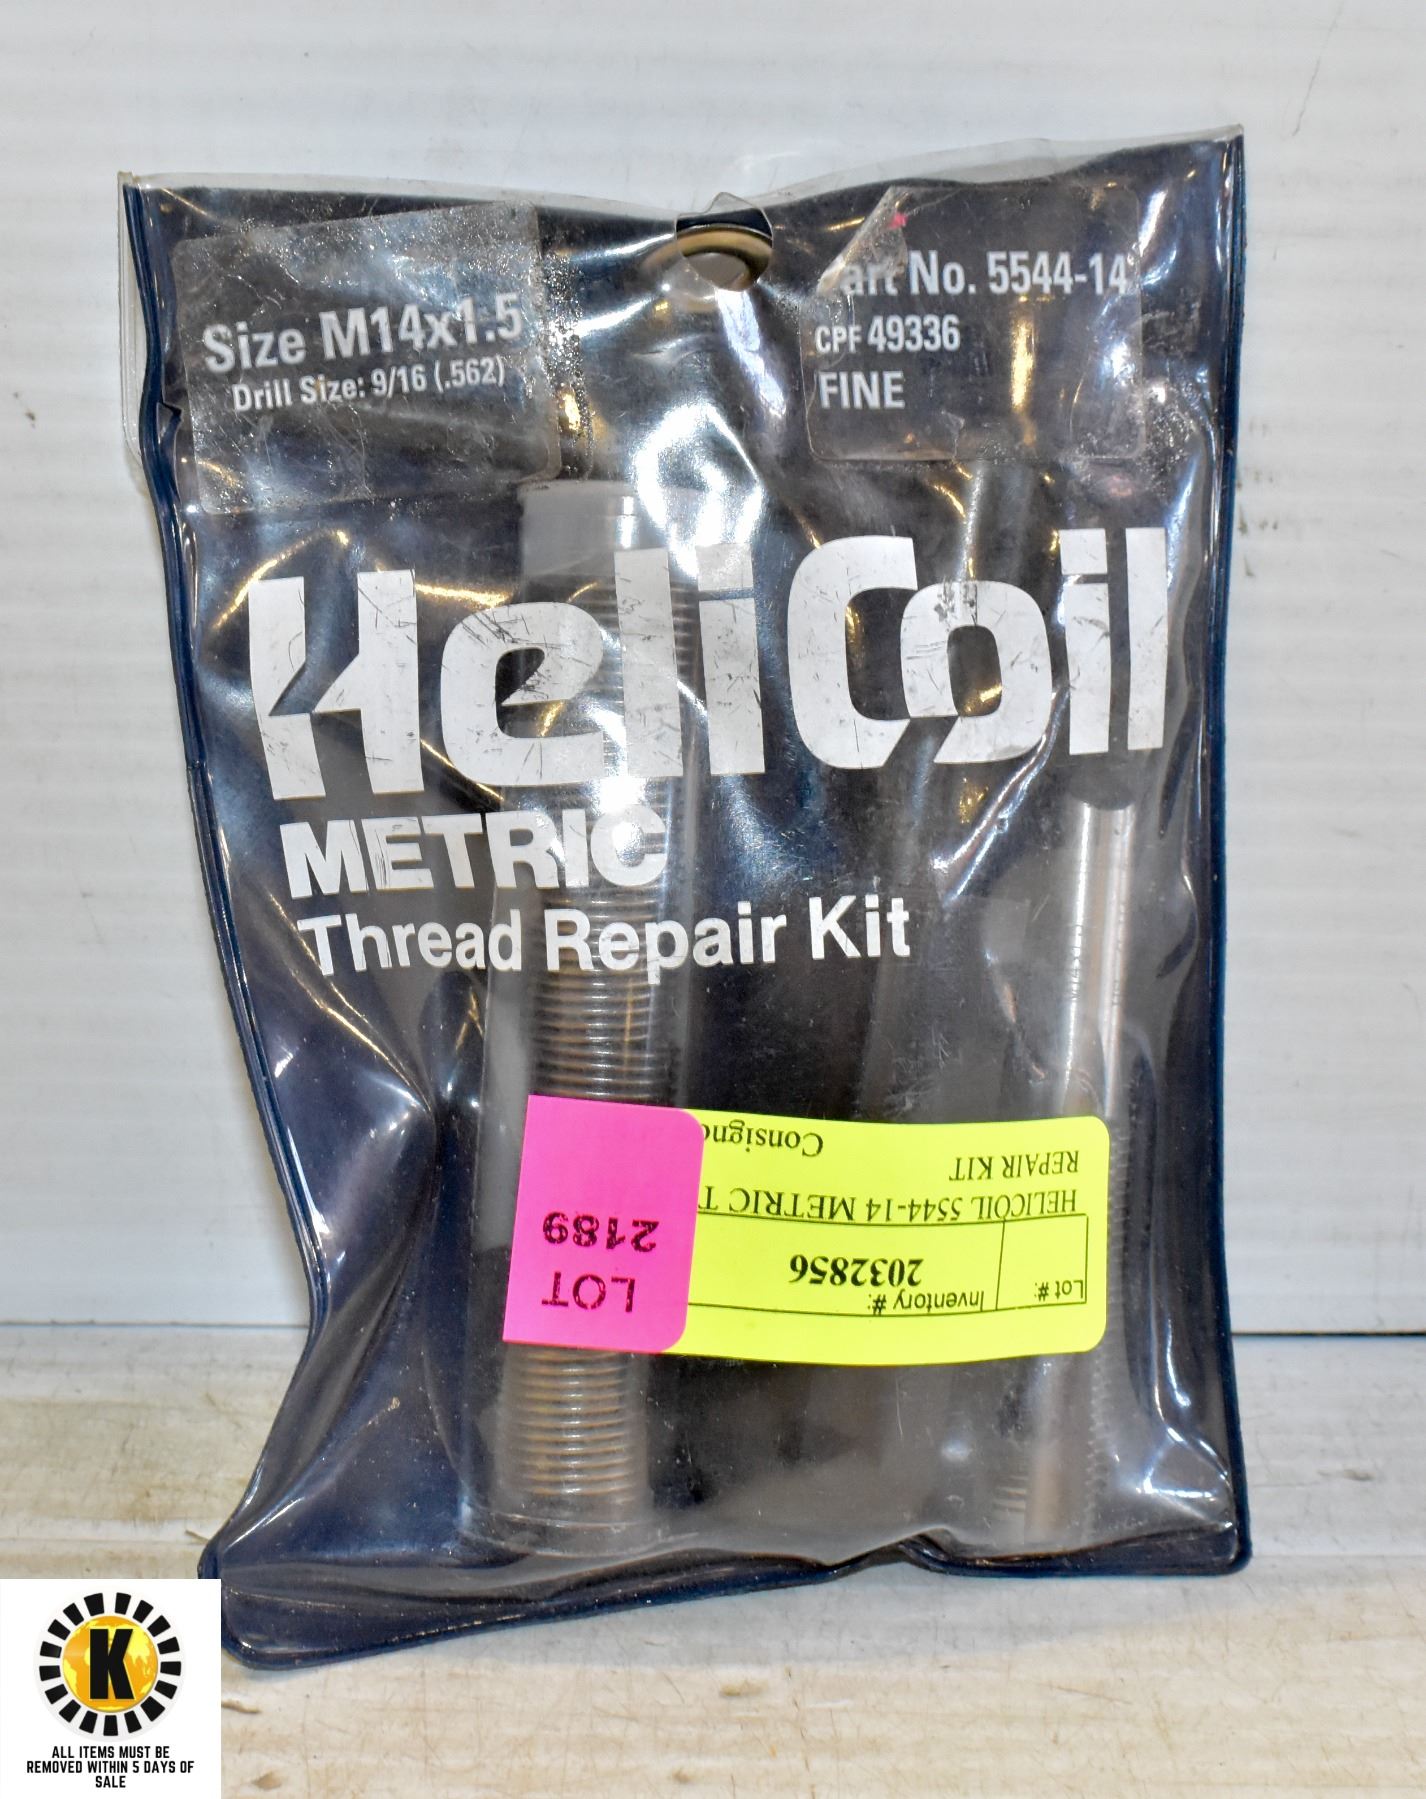 Size M14x1.5
Drill Size: 9/16 (.562)
Part No. 5544-14
CPF 49336
FINE
HeliCoil
METRIC
Thread Repair Kit
LOT
2189
Lot #:
Inventory #:
2032856
HELICOIL 5544-14 METRIC T
REPAIR KIT
Consigno
K
ALL ITEMS MUST BE
REMOVED WITHIN 5 DAYS OF
SALE